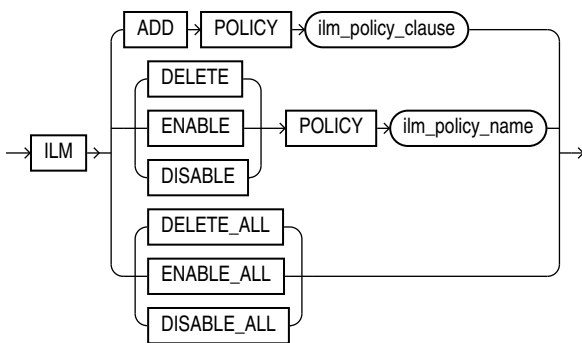 ADD POLICY ilm_policy_clause
DELETE
ENABLE
DISABLE
POLICY ilm_policy_name
ILM
DELETE_ALL
ENABLE_ALL
DISABLE_ALL